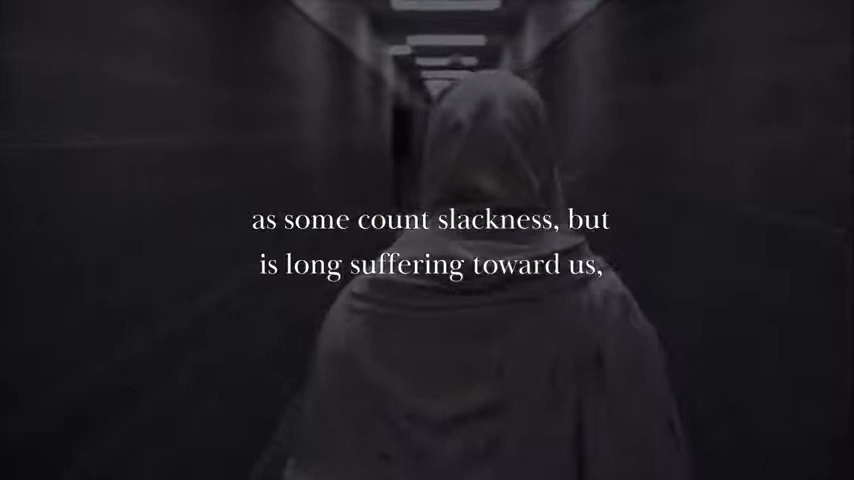 as some count slackness, but
is long suffering toward us,